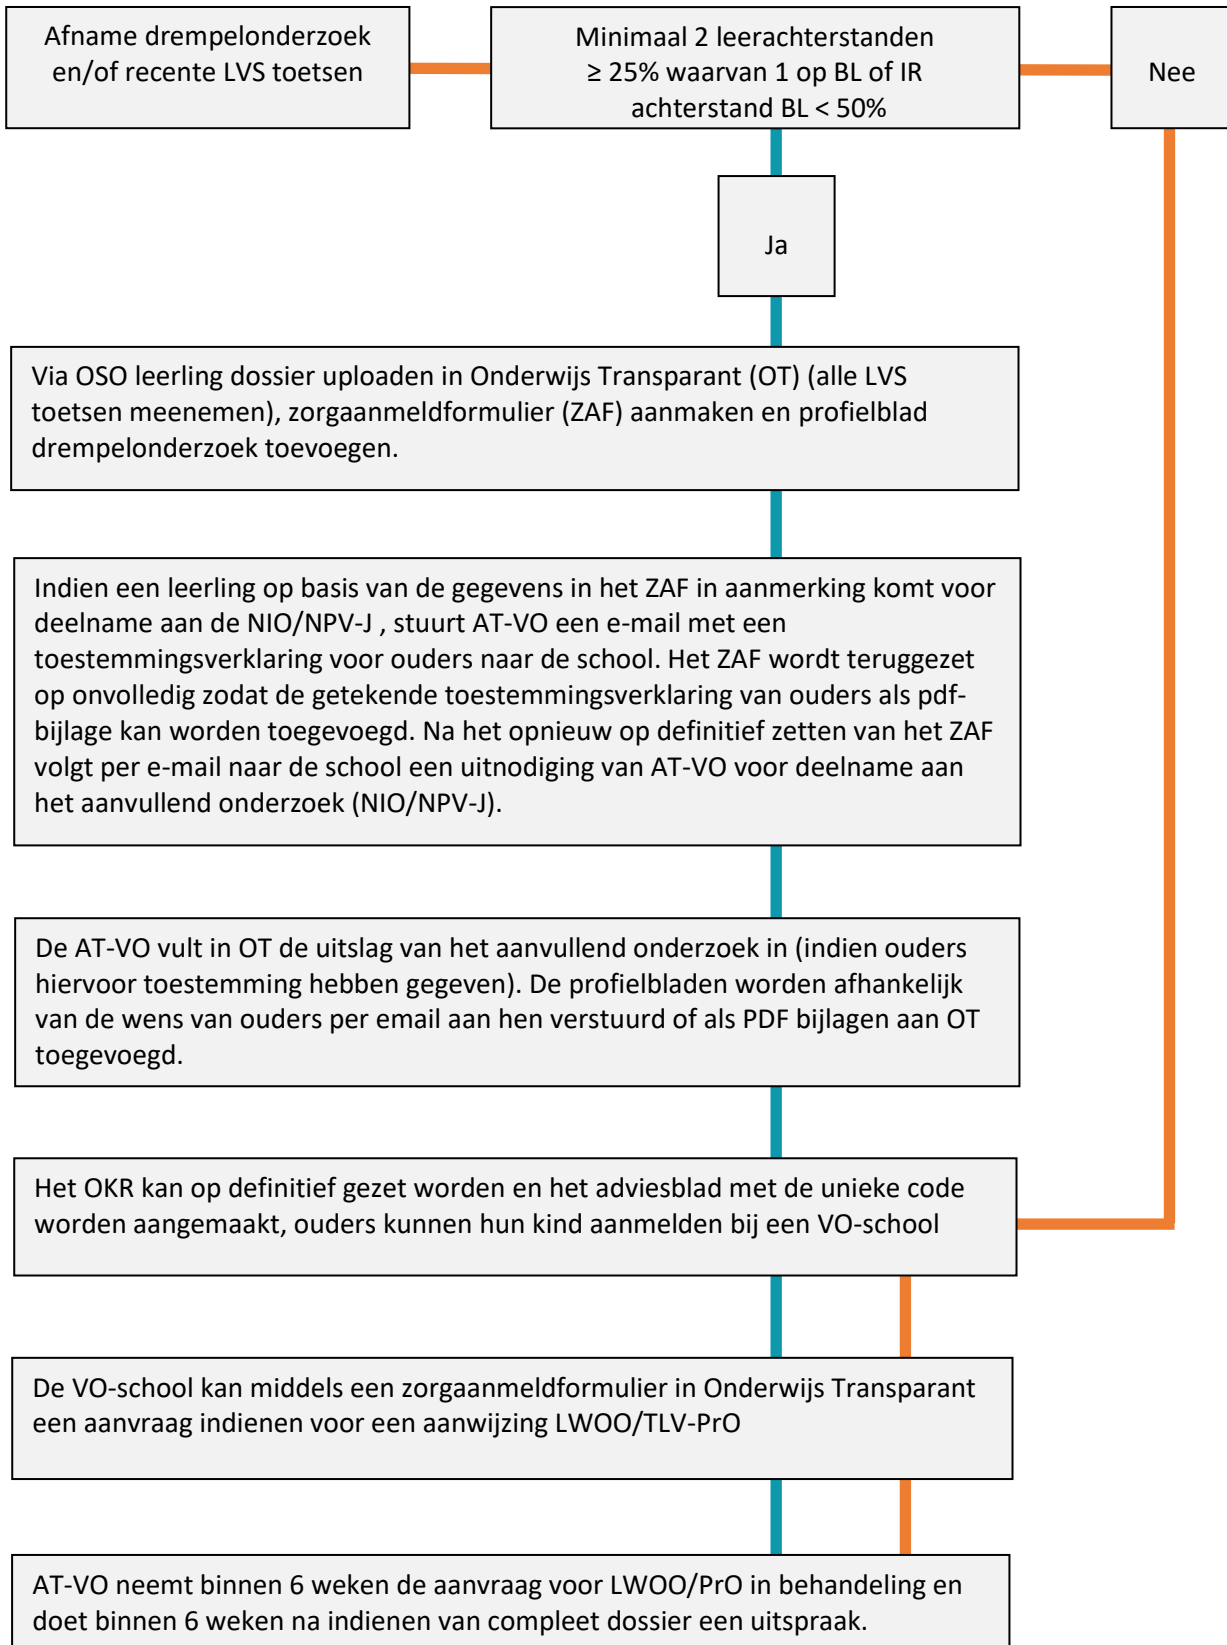 Afname drempelonderzoek
en/of recente LVS toetsen
Minimaal 2 leerachterstanden
≥ 25% waarvan 1 op BL of IR
achterstand BL < 50%
Nee
Ja
Via OSO leerling dossier uploaden in Onderwijs Transparant (OT) (alle LVS
toetsen meenemen), zorgaanmeldformulier (ZAF) aanmaken en profielblad
drempelonderzoek toevoegen.
Indien een leerling op basis van de gegevens in het ZAF in aanmerking komt voor
deelname aan de NIO/NPV-J , stuurt AT-VO een e-mail met een
toestemmingsverklaring voor ouders naar de school. Het ZAF wordt teruggezet
op onvolledig zodat de getekende toestemmingsverklaring van ouders als pdf-
bijlage kan worden toegevoegd. Na het opnieuw op definitief zetten van het ZAF
volgt per e-mail naar de school een uitnodiging van AT-VO voor deelname aan
het aanvullend onderzoek (NIO/NPV-J).
De AT-VO vult in OT de uitslag van het aanvullend onderzoek in (indien ouders
hiervoor toestemming hebben gegeven). De profielbladen worden afhankelijk
van de wens van ouders per email aan hen verstuurd of als PDF bijlagen aan OT
toegevoegd.
Het OKR kan op definitief gezet worden en het adviesblad met de unieke code
worden aangemaakt, ouders kunnen hun kind aanmelden bij een VO-school
De VO-school kan middels een zorgaanmeldformulier in Onderwijs Transparant
een aanvraag indienen voor een aanwijzing LWOO/TLV-PrO
AT-VO neemt binnen 6 weken de aanvraag voor LWOO/PrO in behandeling en
doet binnen 6 weken na indienen van compleet dossier een uitspraak.